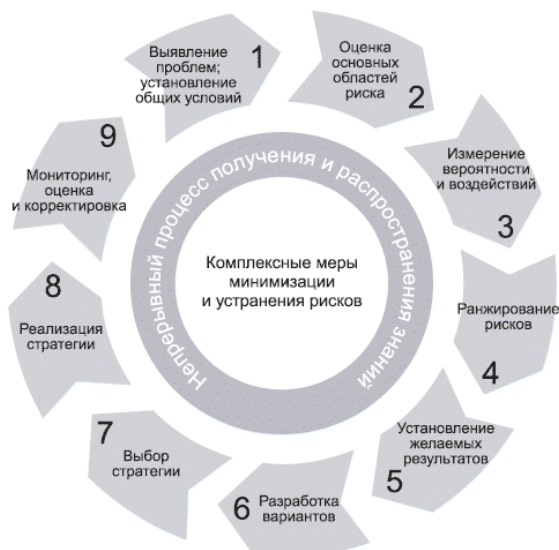 1
Выявление
проблем;
установление
общих условий
Оценка
основных
областей
риска
2
Измерение
вероятности
и воздействий
3
Ранжирование
рисков
4
Установление
желаемых
результатов
5
Разработка
вариантов
6
7
Выбор
стратегии
8
Реализация
стратегии
9
Мониторинг,
оценка
и корректировка
Непрерывный процесс получения и распространения знаний
Комплексные меры
минимизации
и устранения рисков